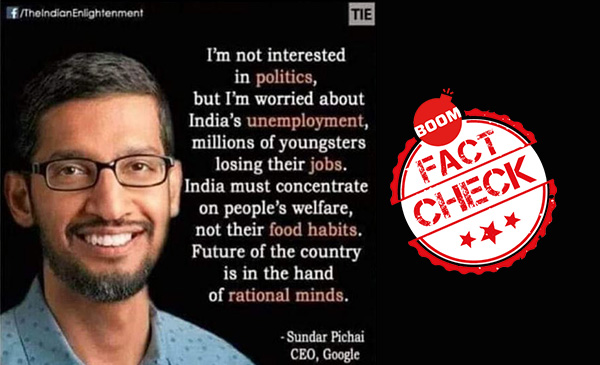 f/TheIndianEnlightenment
TIE
I'm not interested
in politics,
but I'm worried about
India's unemployment,
millions of youngsters
losing their jobs.
India must concentrate
on people's welfare,
not their food habits.
Future of the country
is in the hand
of rational minds.
- Sundar Pichai
CEO, Google
BOOM
FACT
CHECK